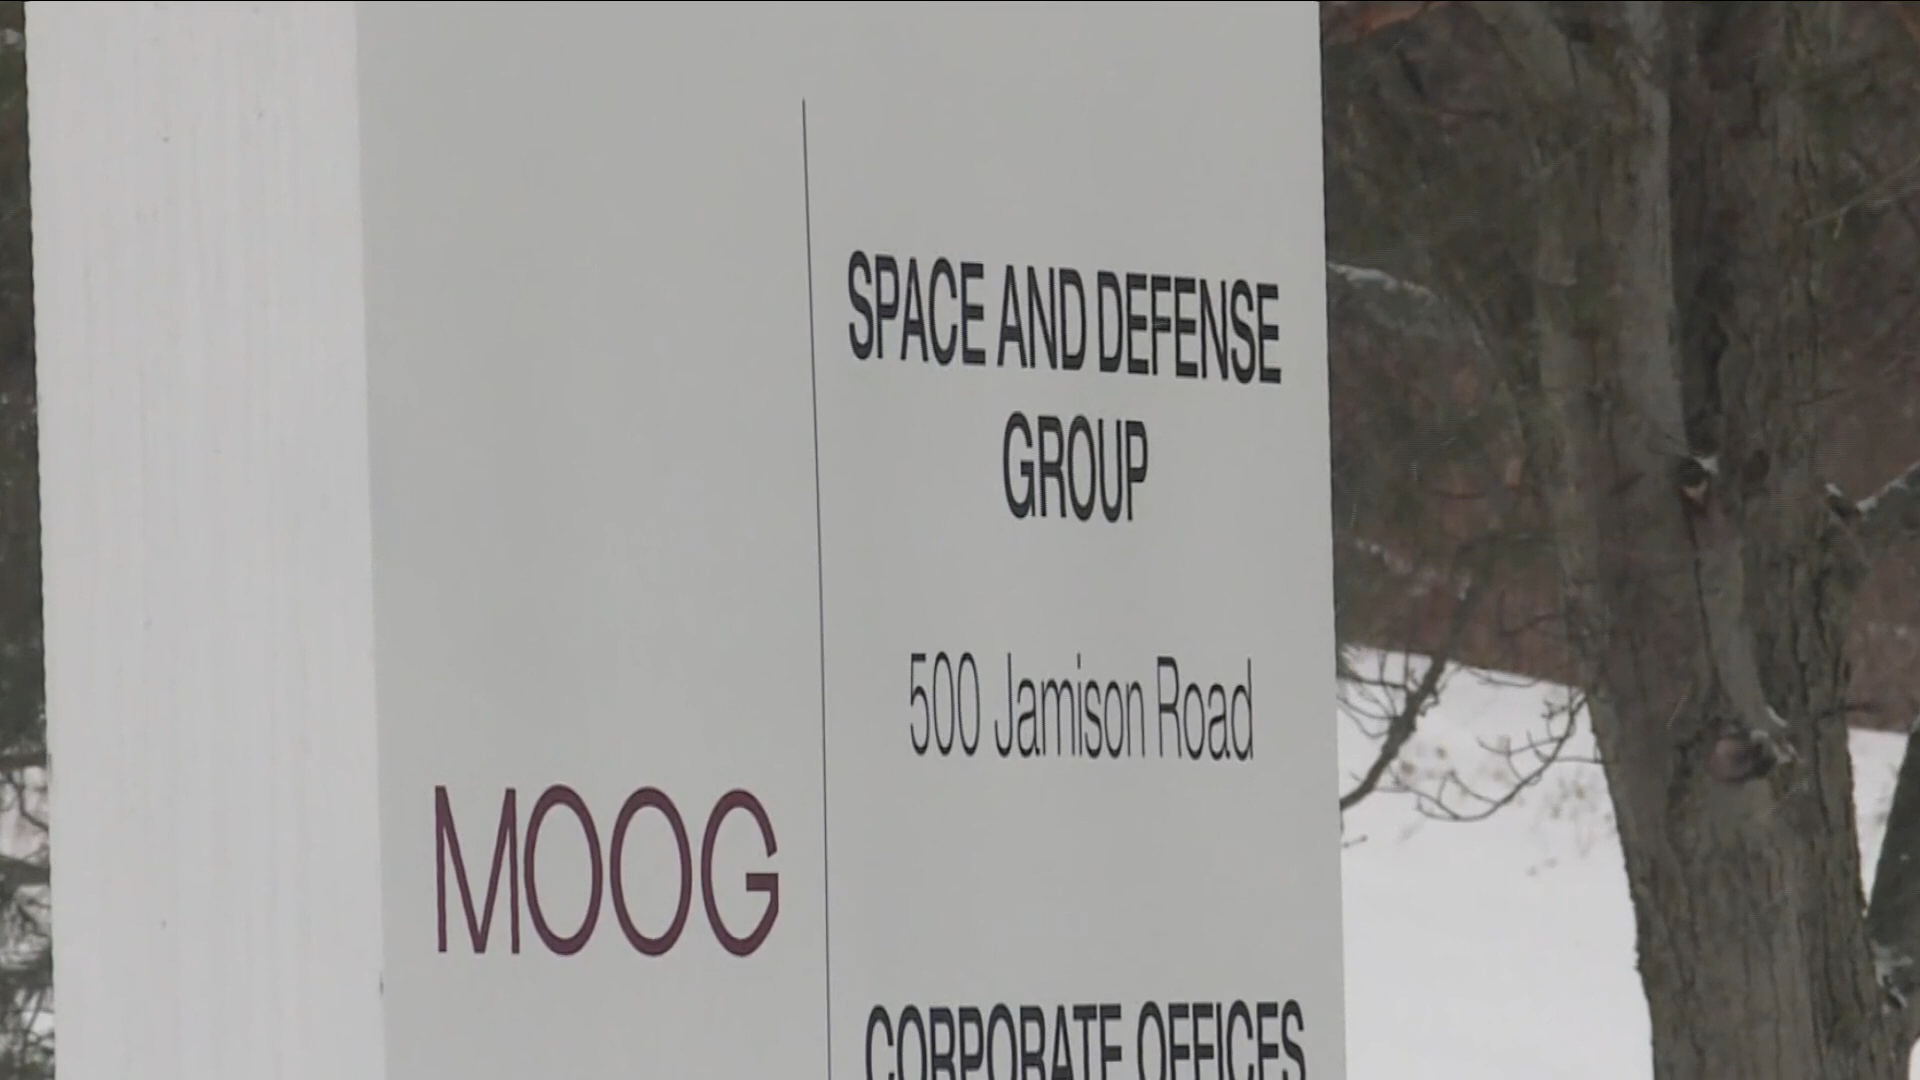 MOOG
SPACE AND DEFENSE
GROUP
500 Jamison Road
CORPORATE OFFICES